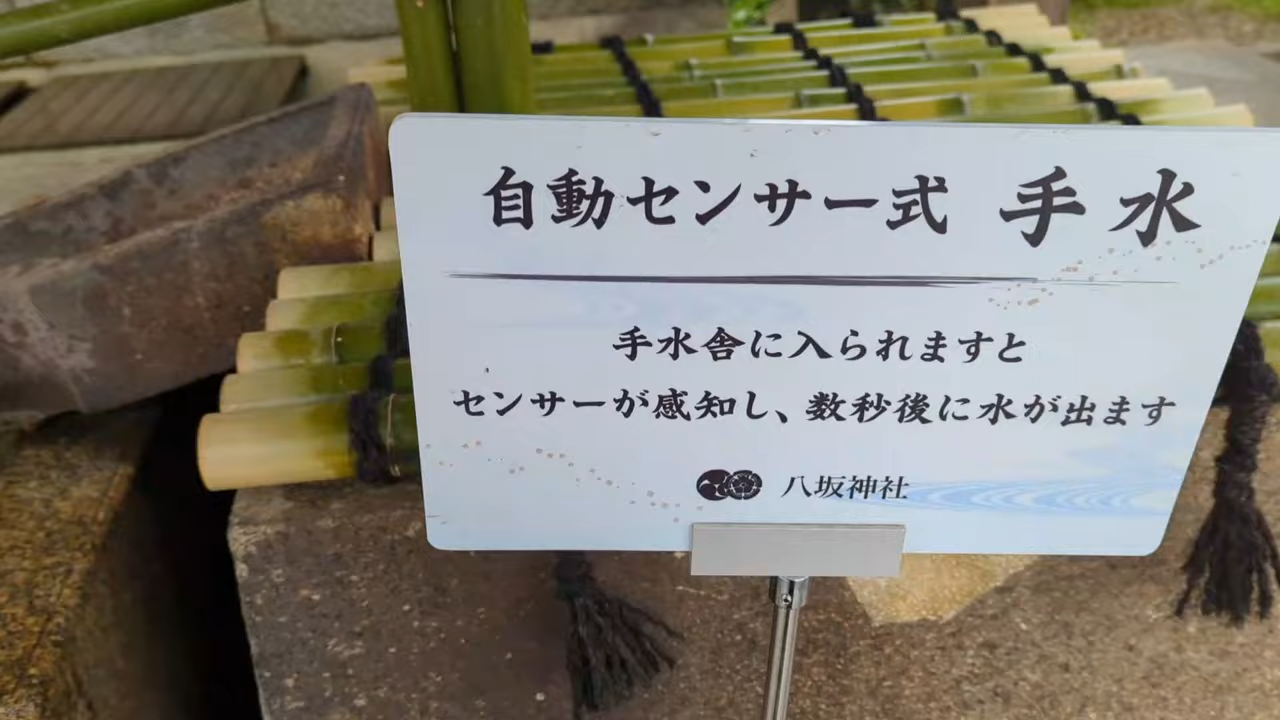 自動センサー式 手水
手水舎に入られますと
センサーが感知し、数秒後に水が出ます
八坂神社